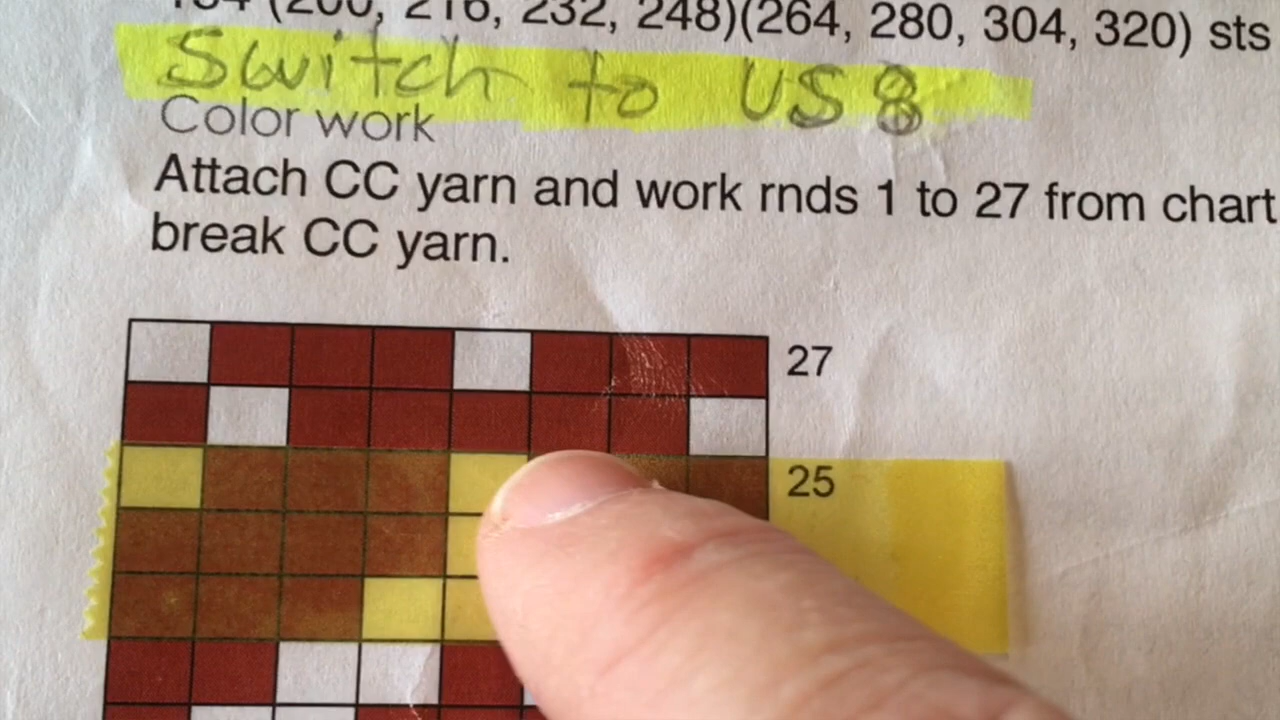 (200, 216, 232, 248)(264, 280, 304, 320) sts
Switch to US 8
Color work
Attach CC yarn and work rnds 1 to 27 from chart
break CC yarn.
27
25